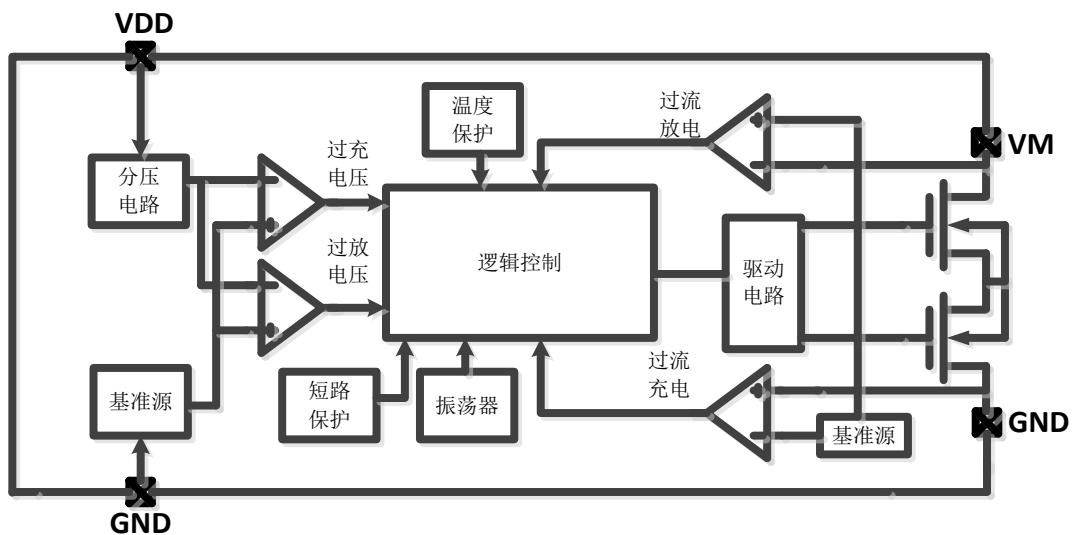 VDD
温度
保护
过流
放电
VM
分压
电路
过充
电压
过放
电压
逻辑控制
驱动
电路
基准源
短路
保护
振荡器
过流
充电
基准源
GND
GND